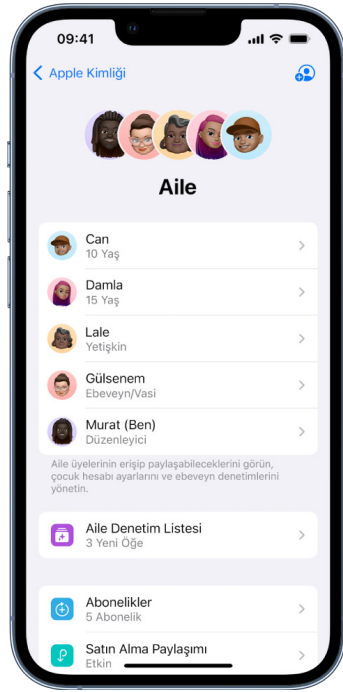 09:41
Apple Kimliği
Aile
Can
10 Yaş
Damla
15 Yaş
Lale
Yetişkin
Gülsenem
Ebeveyn/Vasi
Murat (Ben)
Düzenleyici
Aile üyelerinin erişip paylaşabileceklerini görün,
çocuk hesabı ayarlarını ve ebeveyn denetimlerini
yönetin.
Aile Denetim Listesi
3 Yeni Öğe
Abonelikler
5 Abonelik
Satın Alma Paylaşımı
Etkin